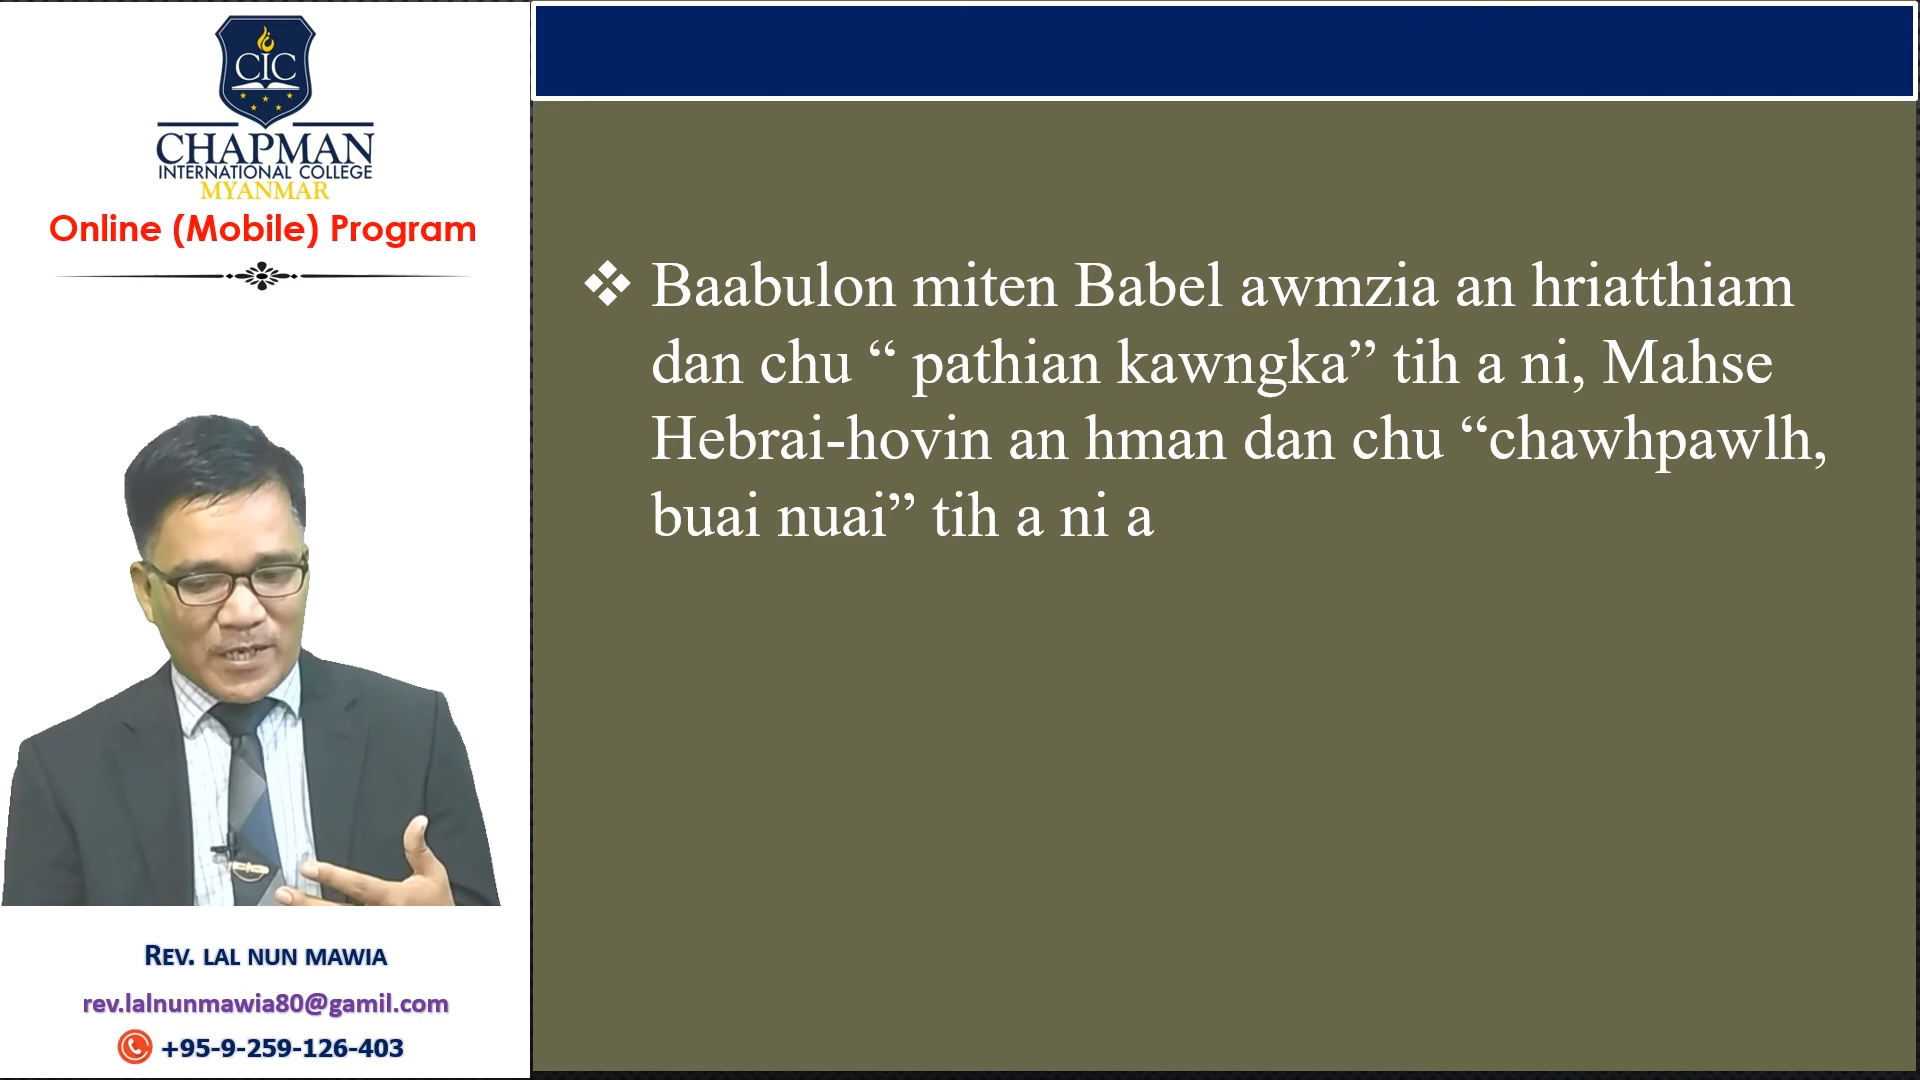 CIC
CHAPMAN
INTERNATIONAL COLLEGE
MYANMAR
Online (Mobile) Program
REV. LAL NUN MAWIA
rev.lalnunmawia80@gamil.com
+95-9-259-126-403
❖ Baabulon miten Babel awmzia an hriatthiam
dan chu “ pathian kawngka” tih a ni, Mahse
Hebrai-hovin an hman dan chu “chawhpawlh,
buai nuai” tih a ni a